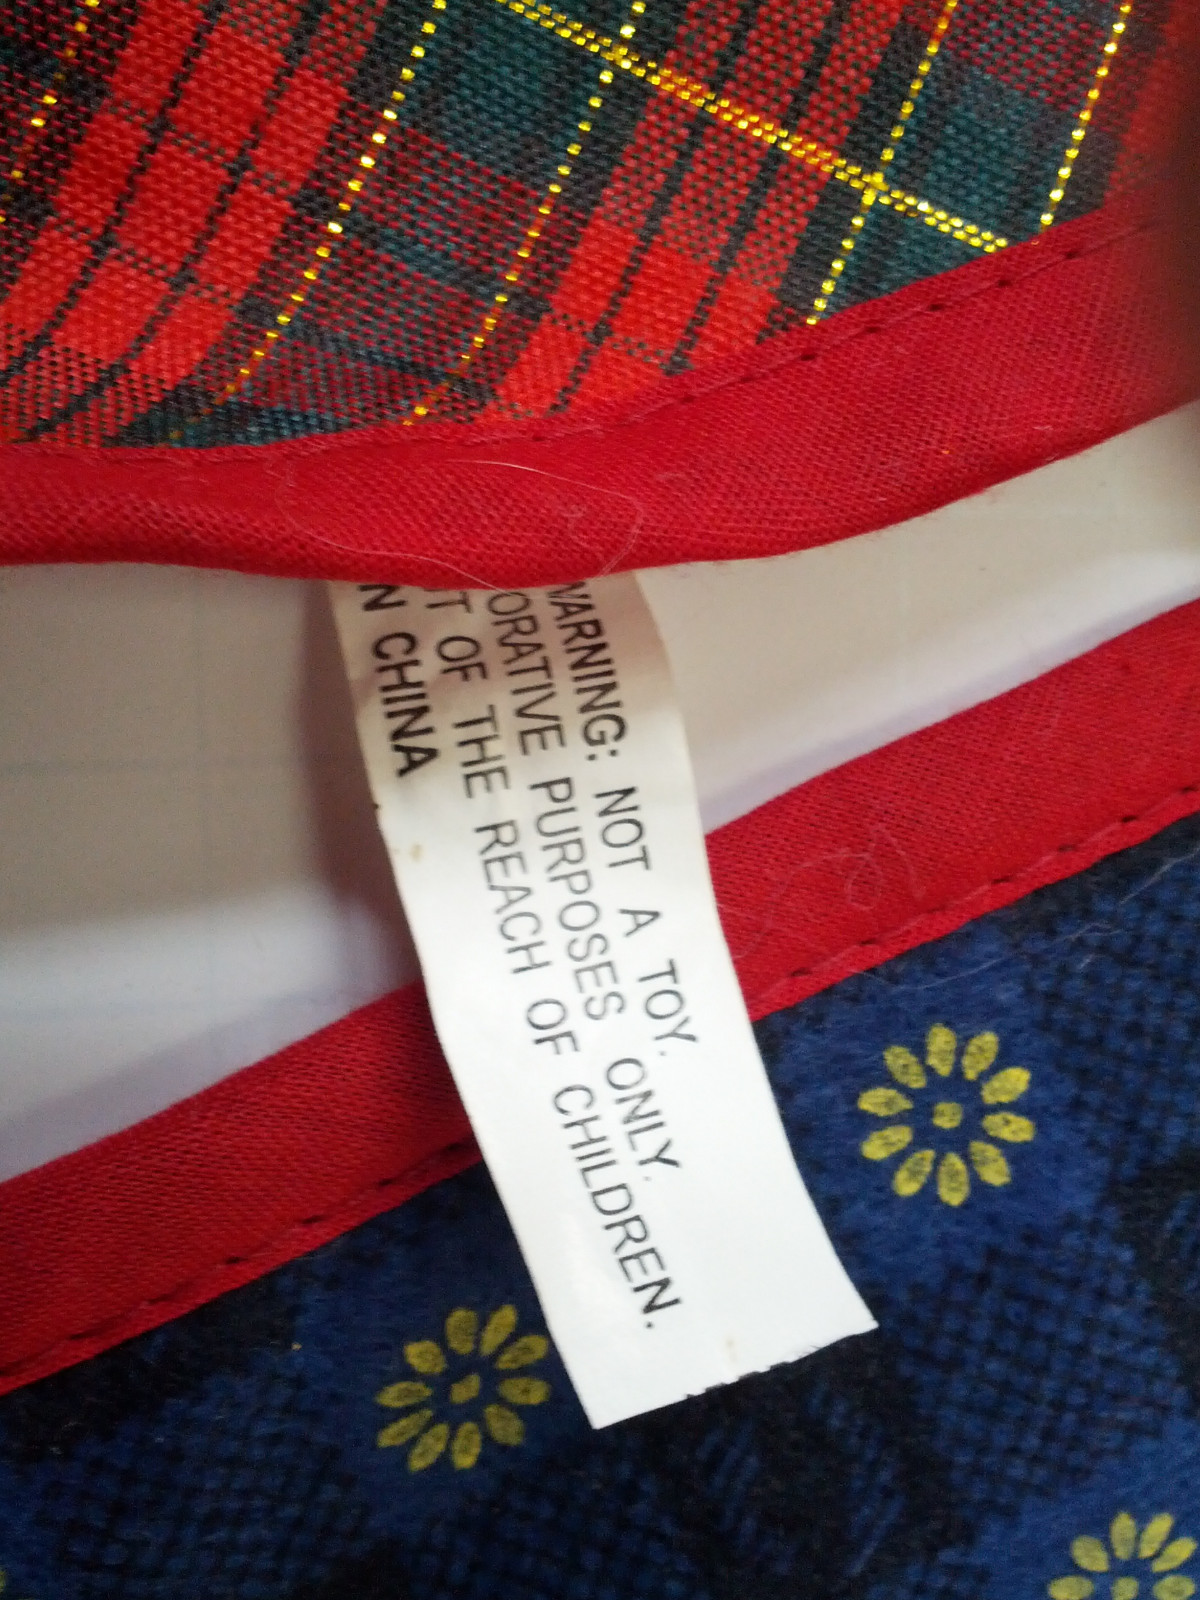 WARNING: NOT A TOY.
ORATIVE PURPOSES ONLY.
T OF THE REACH OF CHILDREN.
N CHINA